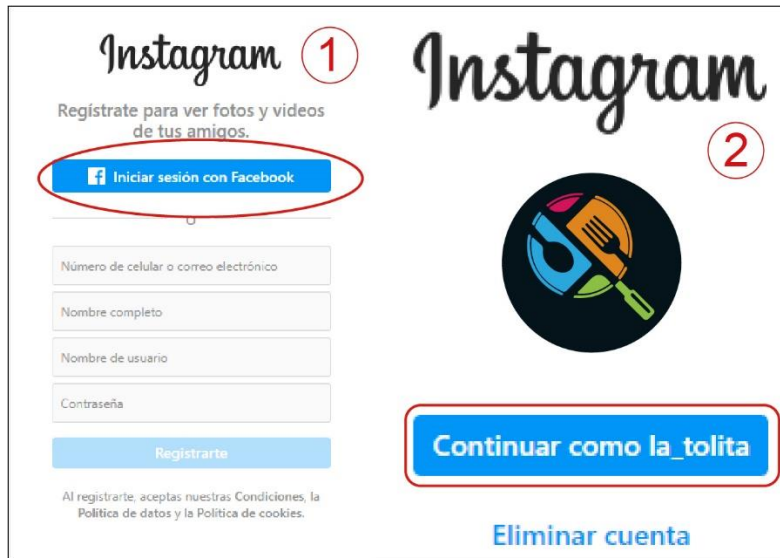 Instagram
1
Regístrate para ver fotos y videos
de tus amigos.
Iniciar sesión con Facebook
O
Número de celular o correo electrónico
Nombre completo
Nombre de usuario
Contraseña
Registrarte
Al registrarte, aceptas nuestras Condiciones, la
Política de datos y la Política de cookies.
Instagram
2
Continuar como la_tolita
Eliminar cuenta